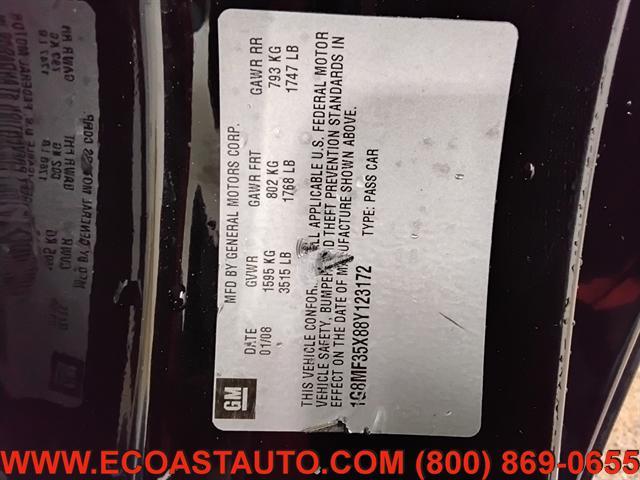 GM
MFD BY GENERAL MOTORS CORP.
DATE GVWR GAWR FRT GAWR RR
01/08 1595 KG 802 KG 793 KG
3515 LB 1768 LB 1747 LB
THIS VEHICLE CONFOR ALL APPLICABLE U.S. FEDERAL MOTOR
VEHICLE SAFETY, BUMPE D THEFT PREVENTION STANDARDS IN
EFFECT ON THE DATE OF MANUFACTURE SHOWN ABOVE.
1G8MF35X88Y123172 TYPE: PASS CAR
WWW.ECOASTAUTO.COM (800) 869-0655